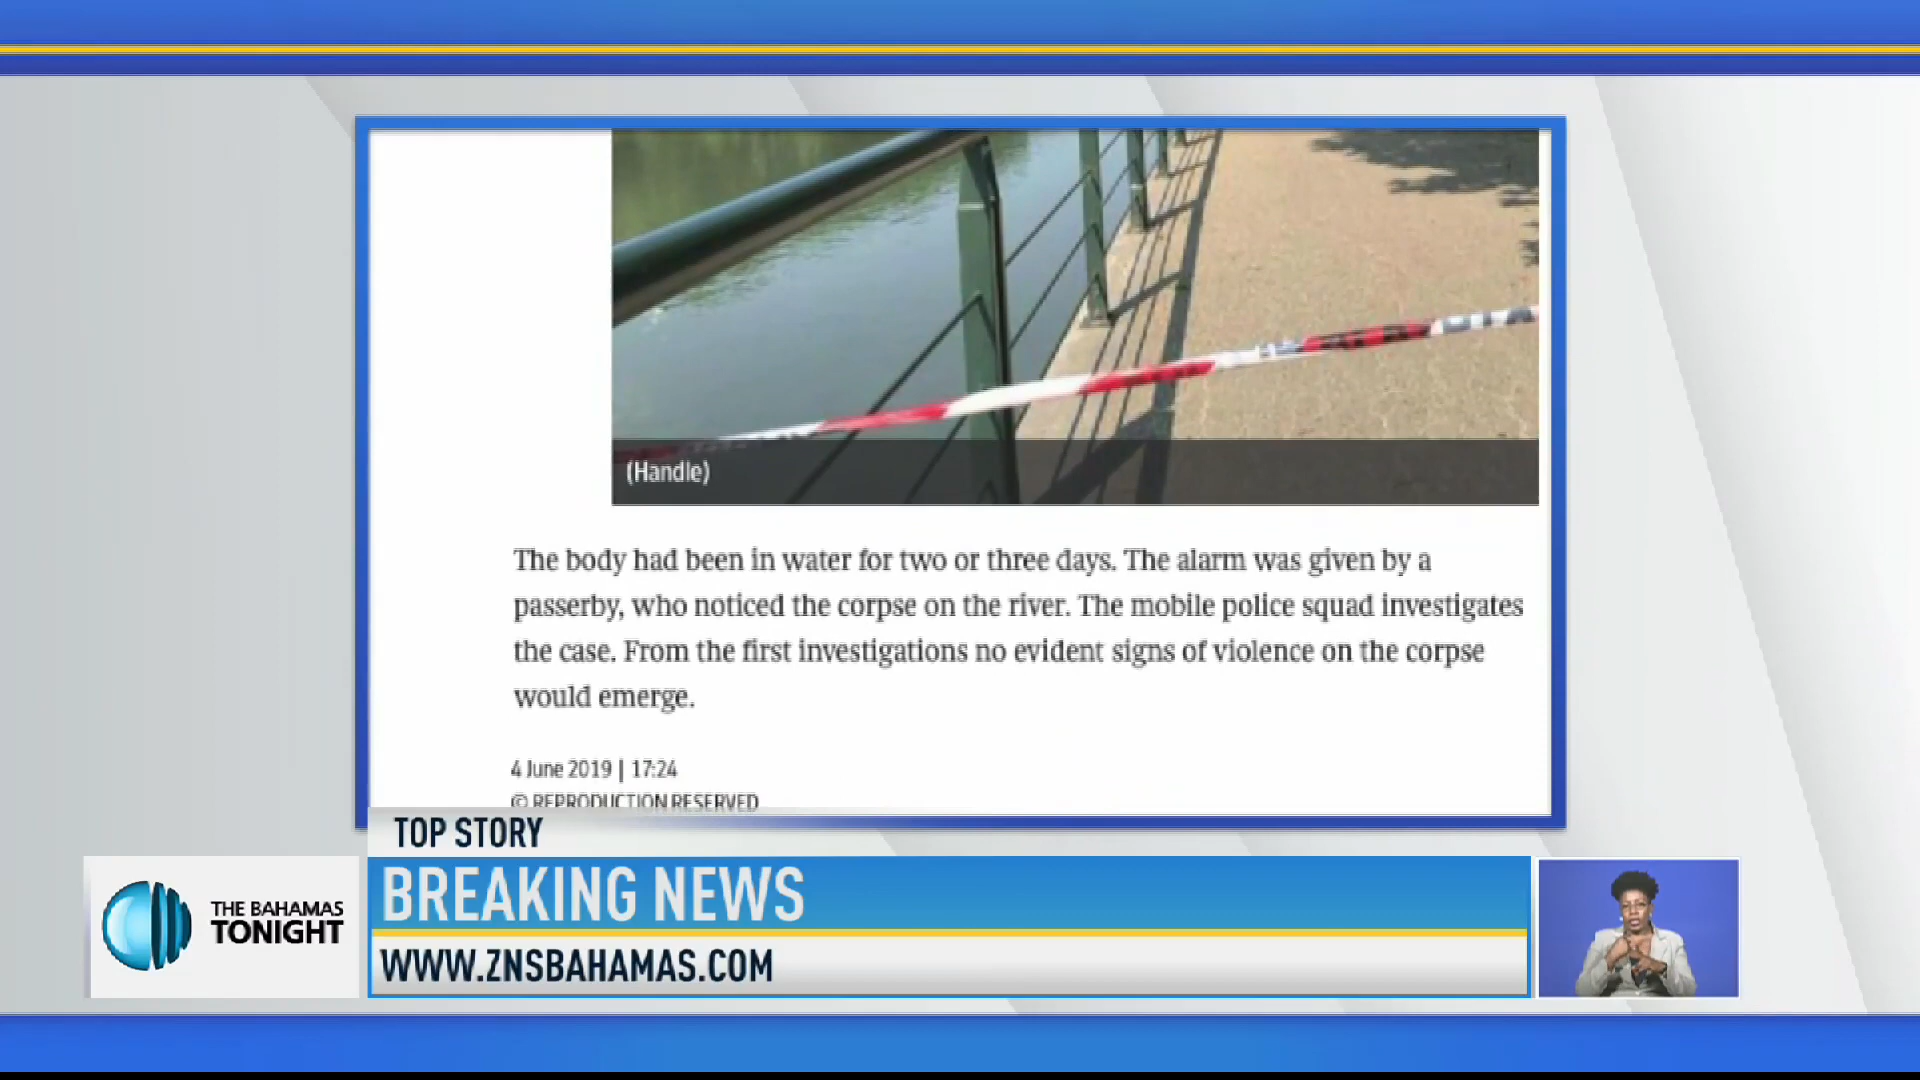 (Handle)
The body had been in water for two or three days. The alarm was given by a
passerby, who noticed the corpse on the river. The mobile police squad investigates
the case. From the first investigations no evident signs of violence on the corpse
would emerge.
4 June 2019 | 17:24
© REPRODUCTION RESERVED
TOP STORY
BREAKING NEWS
WWW.ZNSBAHAMAS.COM
THE BAHAMAS
TONIGHT